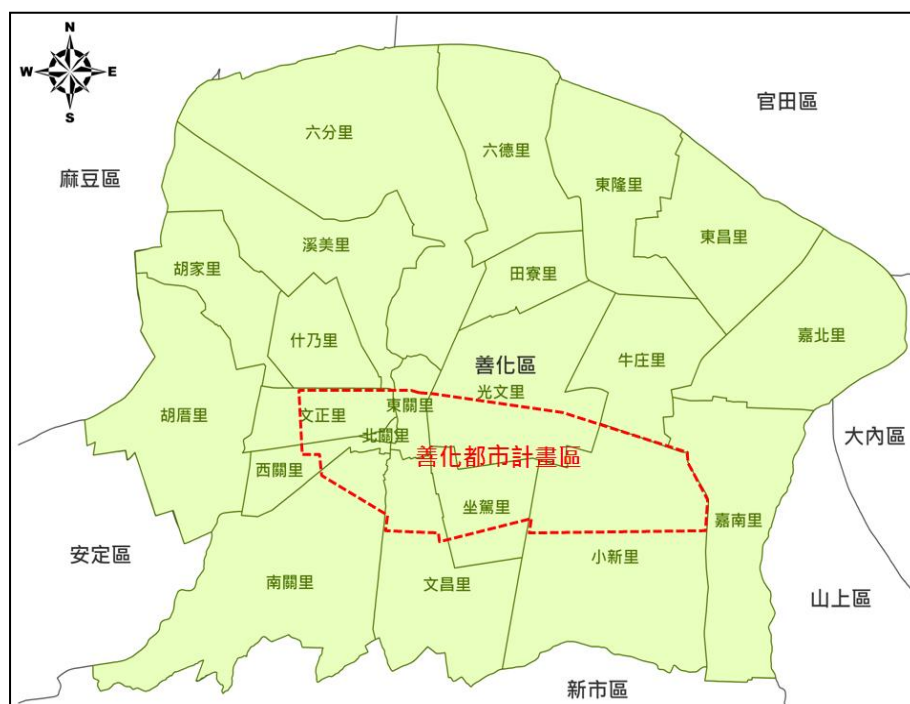 N
W
E
S
官田區
六分里
六德里
麻豆區
東隆里
東昌里
溪美里
胡家里
田寮里
嘉北里
什乃里
牛庄里
善化區
光文里
東關里
胡厝里
文正里
北關里
大內區
善化都市計畫區
西關里
坐駕里
嘉南里
安定區
小新里
南關里
文昌里
山上區
新市區